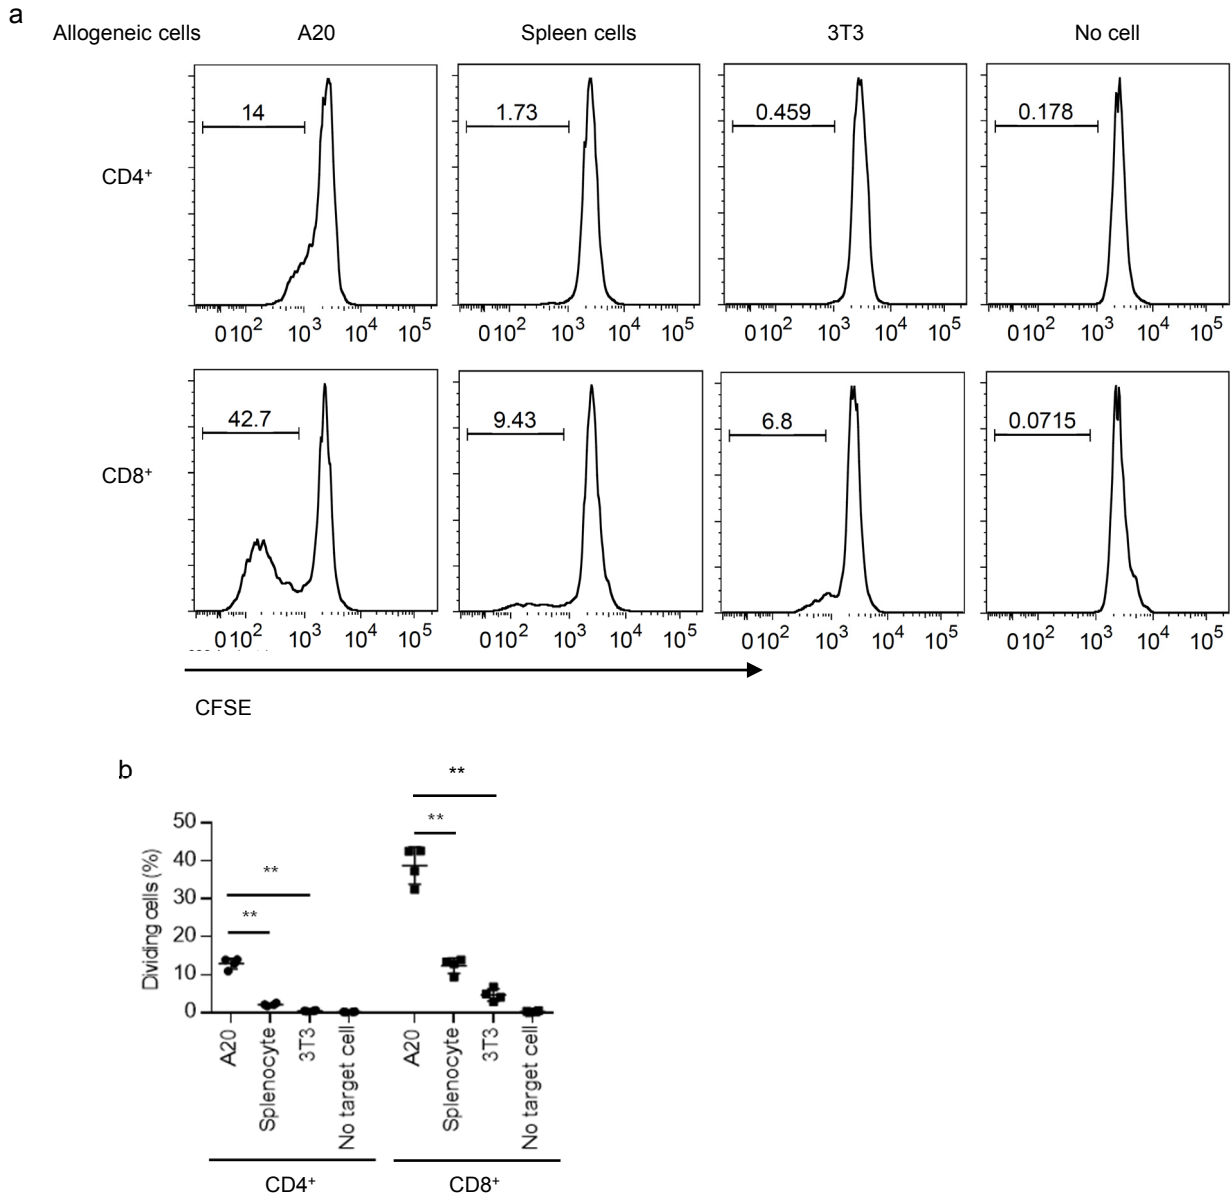 a
Allogeneic cells A20 Spleen cells 3T3 No cell
14 1.73 0.459 0.178
CD4⁺
0 10² 10³ 10⁴ 10⁵ 0 10² 10³ 10⁴ 10⁵ 0 10² 10³ 10⁴ 10⁵ 0 10² 10³ 10⁴ 10⁵
42.7 9.43 6.8 0.0715
CD8⁺
0 10² 10³ 10⁴ 10⁵ 0 10² 10³ 10⁴ 10⁵ 0 10² 10³ 10⁴ 10⁵ 0 10² 10³ 10⁴ 10⁵
CFSE
b
**
**
**
**
Dividing cells (%)
50
40
30
20
10
0
A20 Splenocyte 3T3 No target cell A20 Splenocyte 3T3 No target cell
CD4⁺ CD8⁺